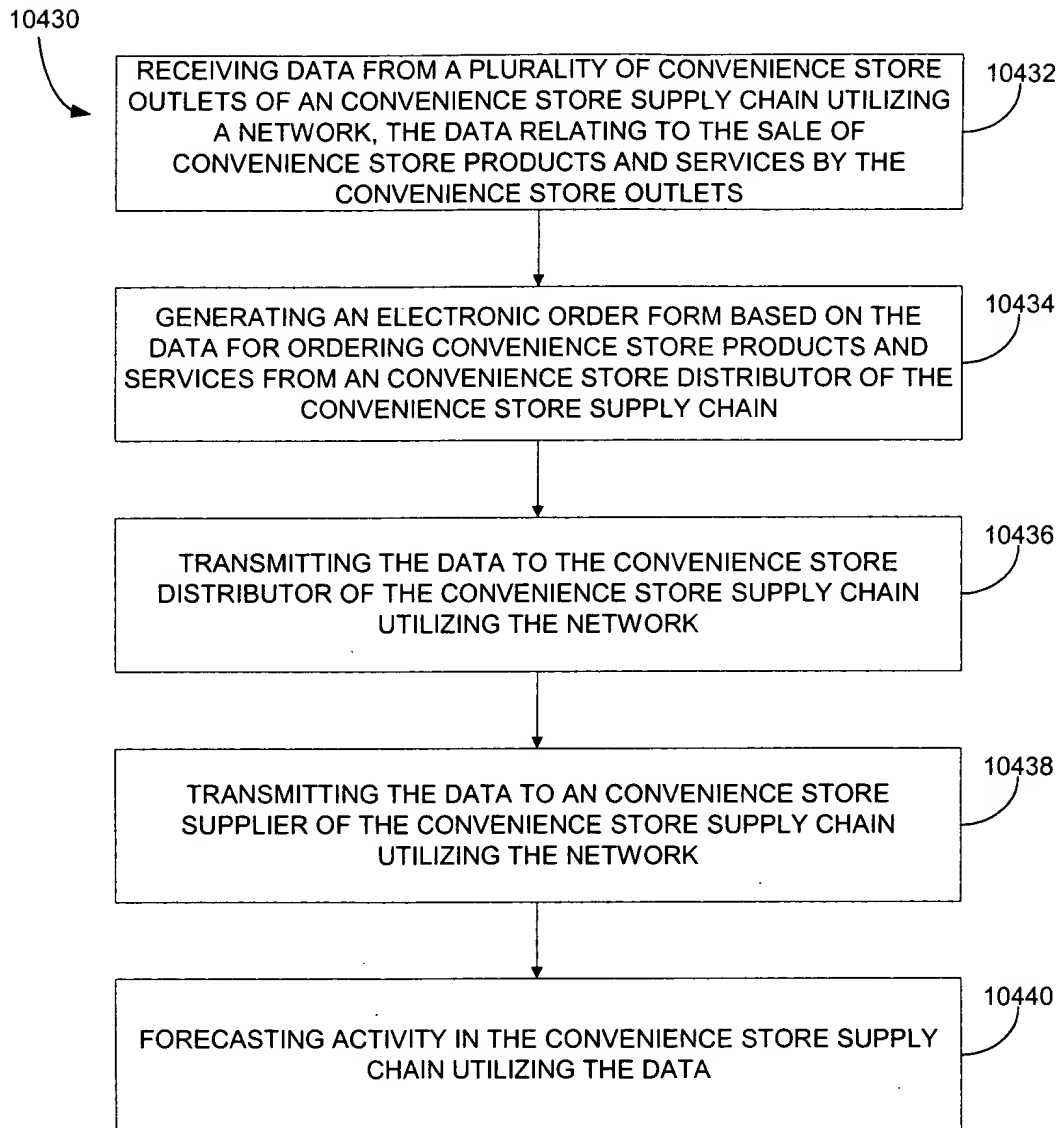 10430
RECEIVING DATA FROM A PLURALITY OF CONVENIENCE STORE
OUTLETS OF AN CONVENIENCE STORE SUPPLY CHAIN UTILIZING
A NETWORK, THE DATA RELATING TO THE SALE OF
CONVENIENCE STORE PRODUCTS AND SERVICES BY THE
CONVENIENCE STORE OUTLETS
10432
GENERATING AN ELECTRONIC ORDER FORM BASED ON THE
DATA FOR ORDERING CONVENIENCE STORE PRODUCTS AND
SERVICES FROM AN CONVENIENCE STORE DISTRIBUTOR OF THE
CONVENIENCE STORE SUPPLY CHAIN
10434
TRANSMITTING THE DATA TO THE CONVENIENCE STORE
DISTRIBUTOR OF THE CONVENIENCE STORE SUPPLY CHAIN
UTILIZING THE NETWORK
10436
TRANSMITTING THE DATA TO AN CONVENIENCE STORE
SUPPLIER OF THE CONVENIENCE STORE SUPPLY CHAIN
UTILIZING THE NETWORK
10438
FORECASTING ACTIVITY IN THE CONVENIENCE STORE SUPPLY
CHAIN UTILIZING THE DATA
10440